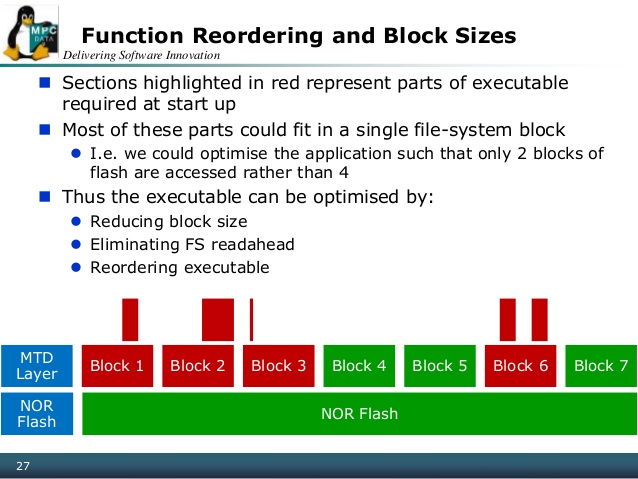 MPC
DATA
Function Reordering and Block Sizes
Delivering Software Innovation
Sections highlighted in red represent parts of executable
required at start up
Most of these parts could fit in a single file-system block
I.e. we could optimise the application such that only 2 blocks of
flash are accessed rather than 4
Thus the executable can be optimised by:
Reducing block size
Eliminating FS readahead
Reordering executable
MTD
Layer
Block 1
Block 2
Block 3
Block 4
Block 5
Block 6
Block 7
NOR
Flash
NOR Flash
27